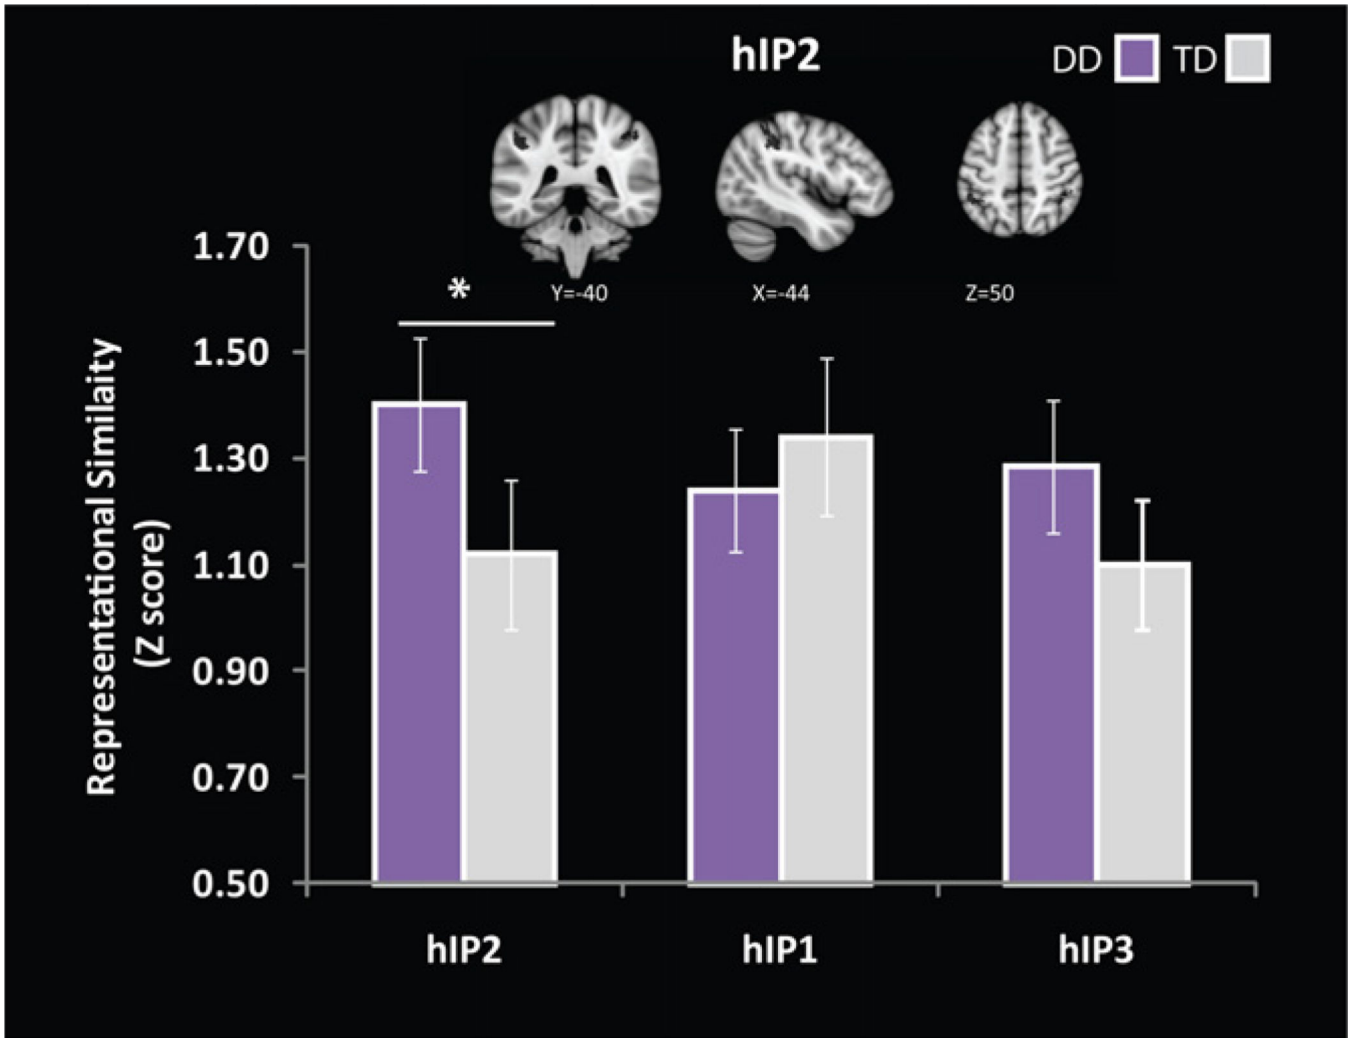 hIP2
DD TD
Y=-40 X=-44 Z=50
*
Representational Similaity
(Z score)
1.70
1.50
1.30
1.10
0.90
0.70
0.50
hIP2 hIP1 hIP3